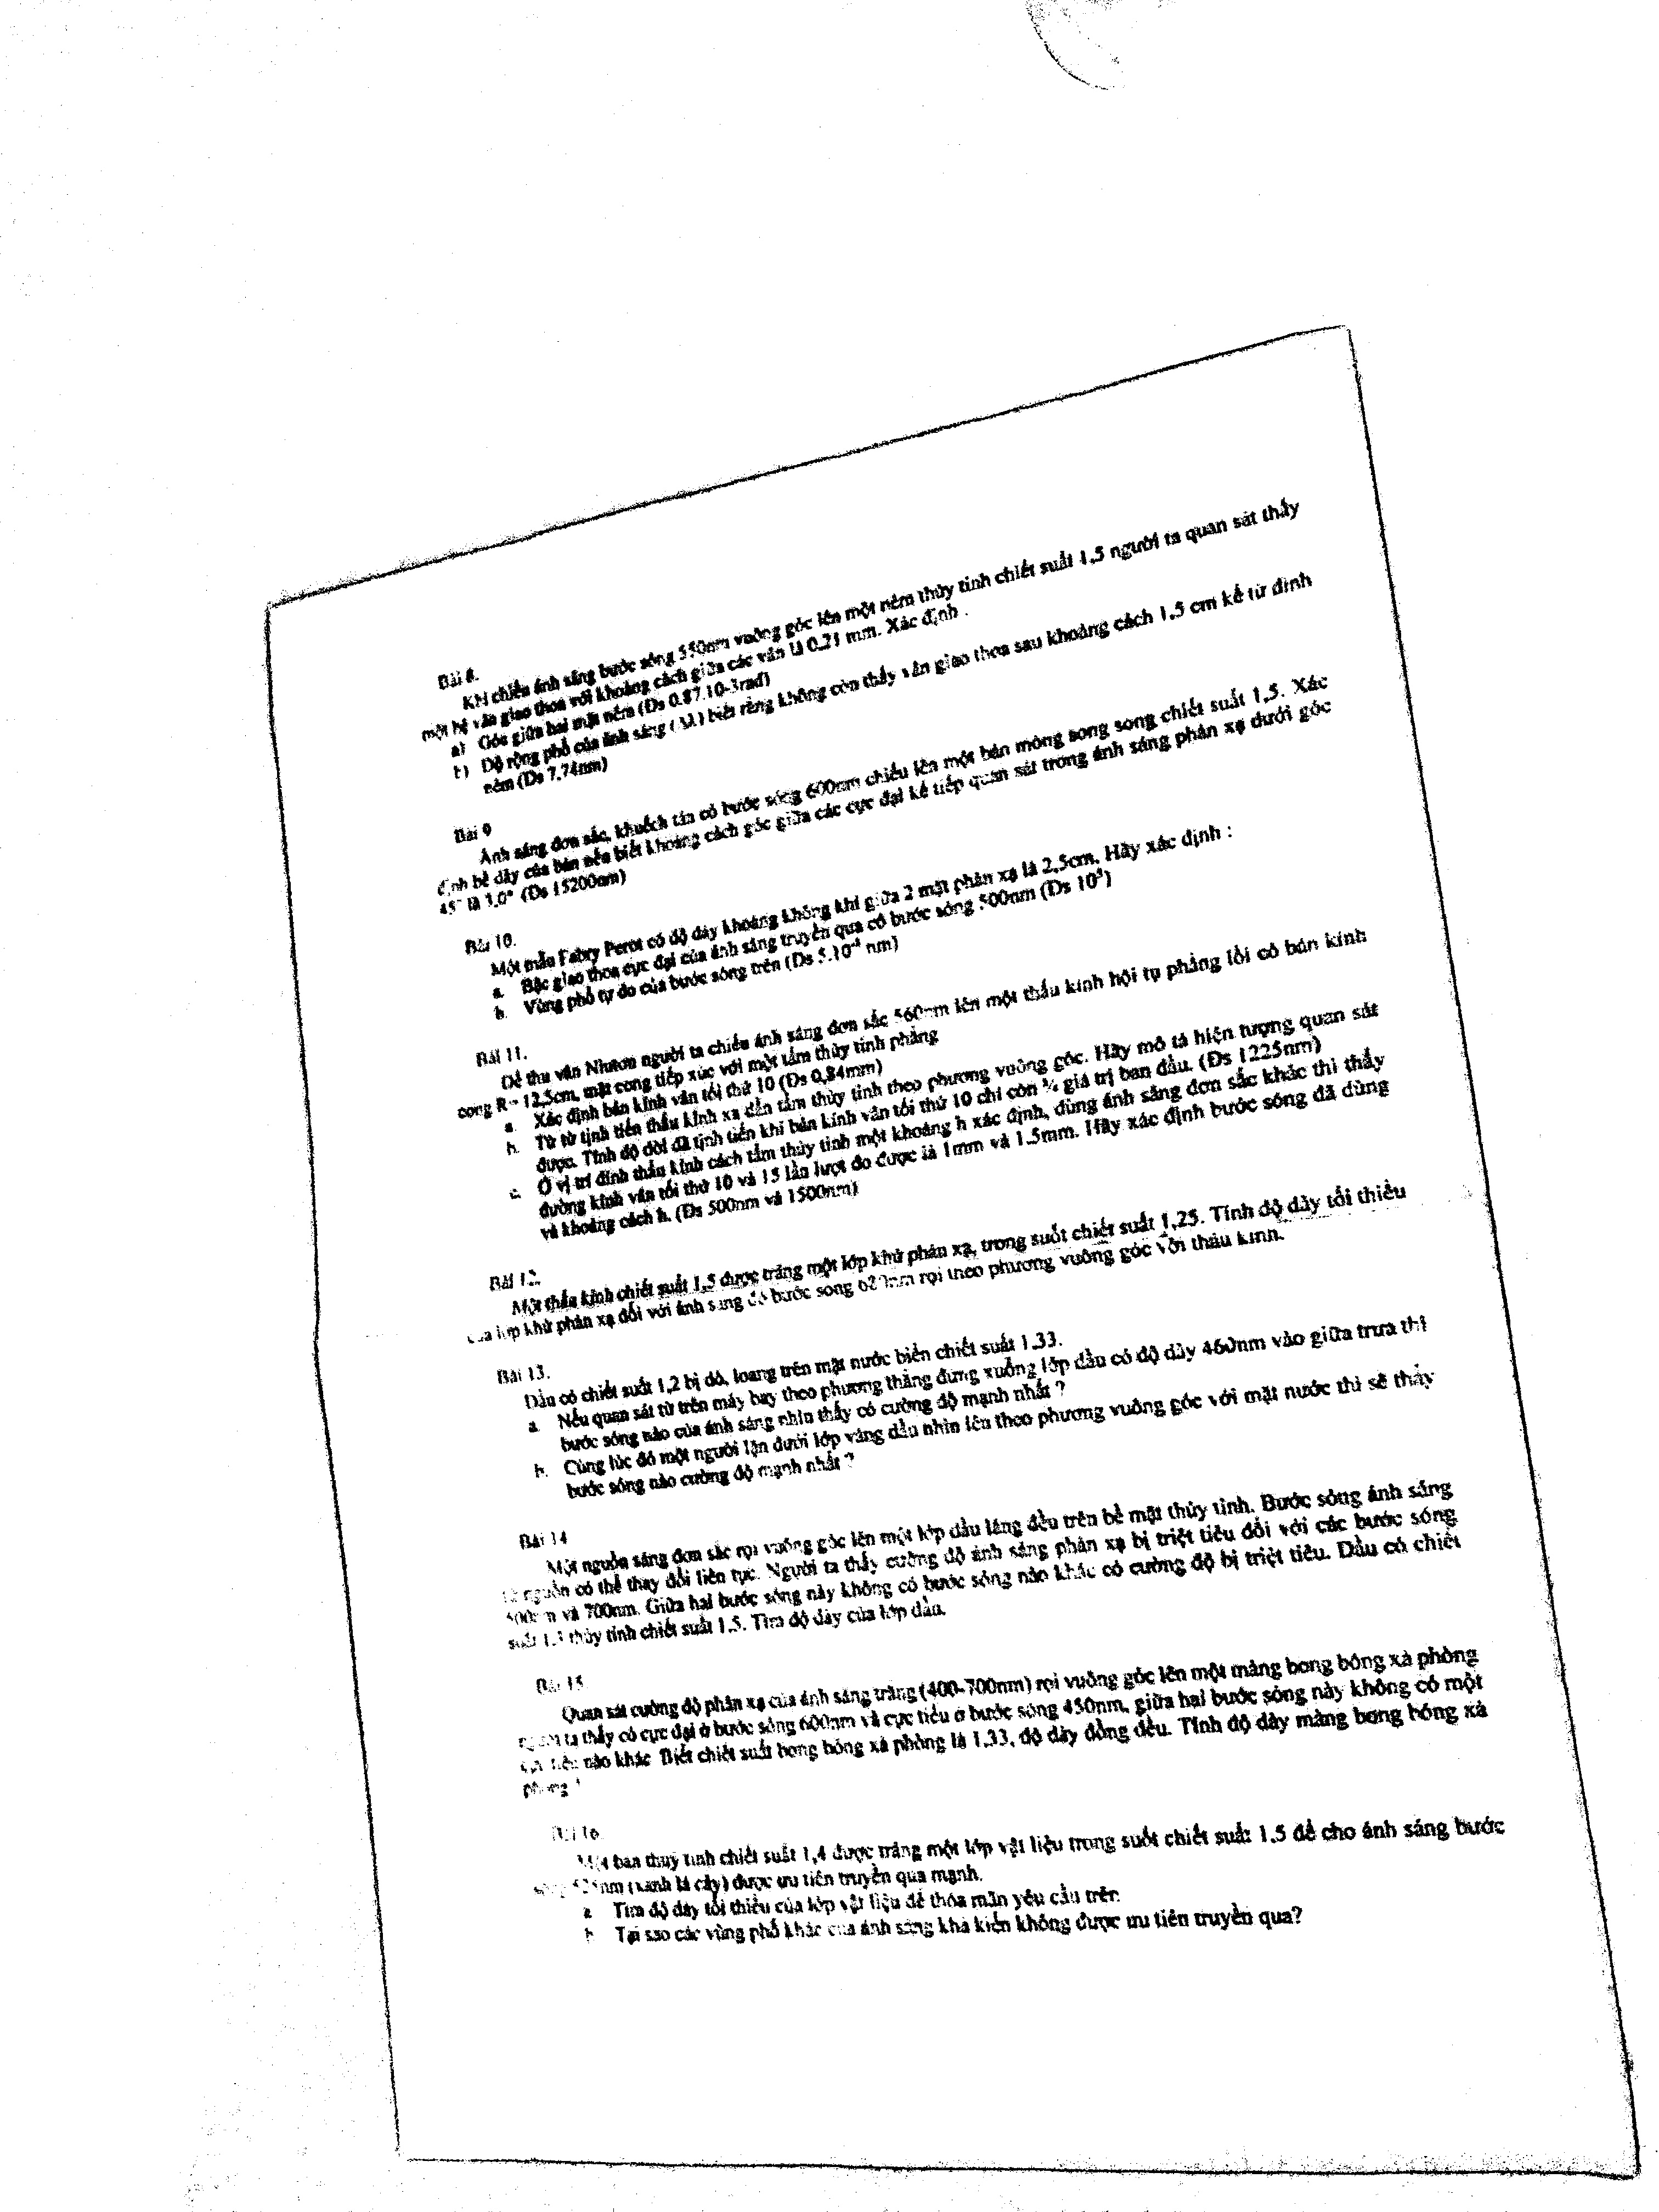 Bài 8.
Khi chiếu ánh sáng bước sóng 550nm vuông góc lên một nêm thủy tinh chiết suất 1,5 người ta quan sát thấy
một hệ vân giao thoa với khoảng cách giữa các vân là 0.21 mm. Xác định .
a) Góc giữa hai mặt nêm (Đs 0.87.10-3rad)
b) Độ rộng phổ của ánh sáng (Δλ) biết rằng không còn thấy vân giao thoa sau khoảng cách 1,5 cm kể từ đỉnh
nêm (Đs 7,74nm)
Bài 9
Ánh sáng đơn sắc, khuếch tán có bước sóng 600nm chiếu lên một bản mỏng song song chiết suất 1,5. Xác
định bề dày của bản nếu biết khoảng cách góc giữa các cực đại kế tiếp quan sát trong ánh sáng phản xạ dưới góc
45° là 3,0° (Đs 15200nm)
Bài 10.
Một mẫu Fabry Perot có độ dày khoảng không khí giữa 2 mặt phản xạ là 2,5cm. Hãy xác định :
a. Bậc giao thoa cực đại của ánh sáng truyền qua có bước sóng 500nm (Đs 10⁵)
b. Vùng phổ tự do của bước sóng trên (Đs 5.10⁻³ nm)
Bài 11.
Để thu vân Niutơn người ta chiếu ánh sáng đơn sắc 560nm lên một thấu kính hội tụ phẳng lồi có bán kính
cong R= 12,5cm, mặt cong tiếp xúc với một tấm thủy tinh phẳng
a. Xác định bán kính vân tối thứ 10 (Đs 0,84mm)
b. Từ từ tịnh tiến thấu kính xa dần tấm thủy tinh theo phương vuông góc. Hãy mô tả hiện tượng quan sát
được. Tính độ dời đã tịnh tiến khi bán kính vân tối thứ 10 chỉ còn ¾ giá trị ban đầu. (Đs 1225nm)
c. Ở vị trí đỉnh thấu kính cách tấm thủy tinh một khoảng h xác định, dùng ánh sáng đơn sắc khác thì thấy
đường kính vân tối thứ 10 và 15 lần lượt đo được là 1mm và 1.5mm. Hãy xác định bước sóng đã dùng
và khoảng cách h. (Đs 500nm và 1500nm)
Bài 12.
Một thấu kính chiết suất 1,5 được tráng một lớp khử phản xạ, trong suốt chiết suất 1,25. Tính độ dày tối thiểu
của lớp khử phản xạ đối với ánh sáng đỏ bước sóng rọi theo phương vuông góc với thấu kính.
Bài 13.
Dầu có chiết suất 1,2 bị đổ, loang trên mặt nước biển chiết suất 1.33.
a. Nếu quan sát từ trên máy bay theo phương thẳng đứng xuống lớp dầu có độ dày 460nm vào giữa trưa thì
bước sóng nào của ánh sáng nhìn thấy có cường độ mạnh nhất ?
b. Cùng lúc đó một người lặn dưới lớp váng dầu nhìn lên theo phương vuông góc với mặt nước thì sẽ thấy
bước sóng nào cường độ mạnh nhất ?
Bài 14
Một nguồn sáng đơn sắc rọi vuông góc lên một lớp dầu láng đều trên bề mặt thủy tinh. Bước sóng ánh sáng
từ nguồn có thể thay đổi liên tục. Người ta thấy cường độ ánh sáng phản xạ bị triệt tiêu đối với các bước sóng
500nm và 700nm. Giữa hai bước sóng này không có bước sóng nào khác có cường độ bị triệt tiêu. Dầu có chiết
suất 1.3 thủy tinh chiết suất 1.5. Tìm độ dày của lớp dầu.
Bài 15
Quan sát cường độ phản xạ của ánh sáng trắng (400-700nm) rọi vuông góc lên một màng bong bóng xà phòng
người ta thấy có cực đại ở bước sóng 600nm và cực tiểu ở bước sóng 450nm, giữa hai bước sóng này không có một
cực tiểu nào khác. Biết chiết suất bong bóng xà phòng là 1.33, độ dày đồng đều. Tính độ dày màng bong bóng xà
phòng
Bài 16.
Một bản thuỷ tinh chiết suất 1,4 được tráng một lớp vật liệu trong suốt chiết suất 1.5 để cho ánh sáng bước
sóng 525nm (xanh lá cây) được ưu tiên truyền qua mạnh.
a Tìm độ dày tối thiểu của lớp vật liệu để thỏa mãn yêu cầu trên
b Tại sao các vùng phổ khác của ánh sáng khả kiến không được ưu tiên truyền qua?